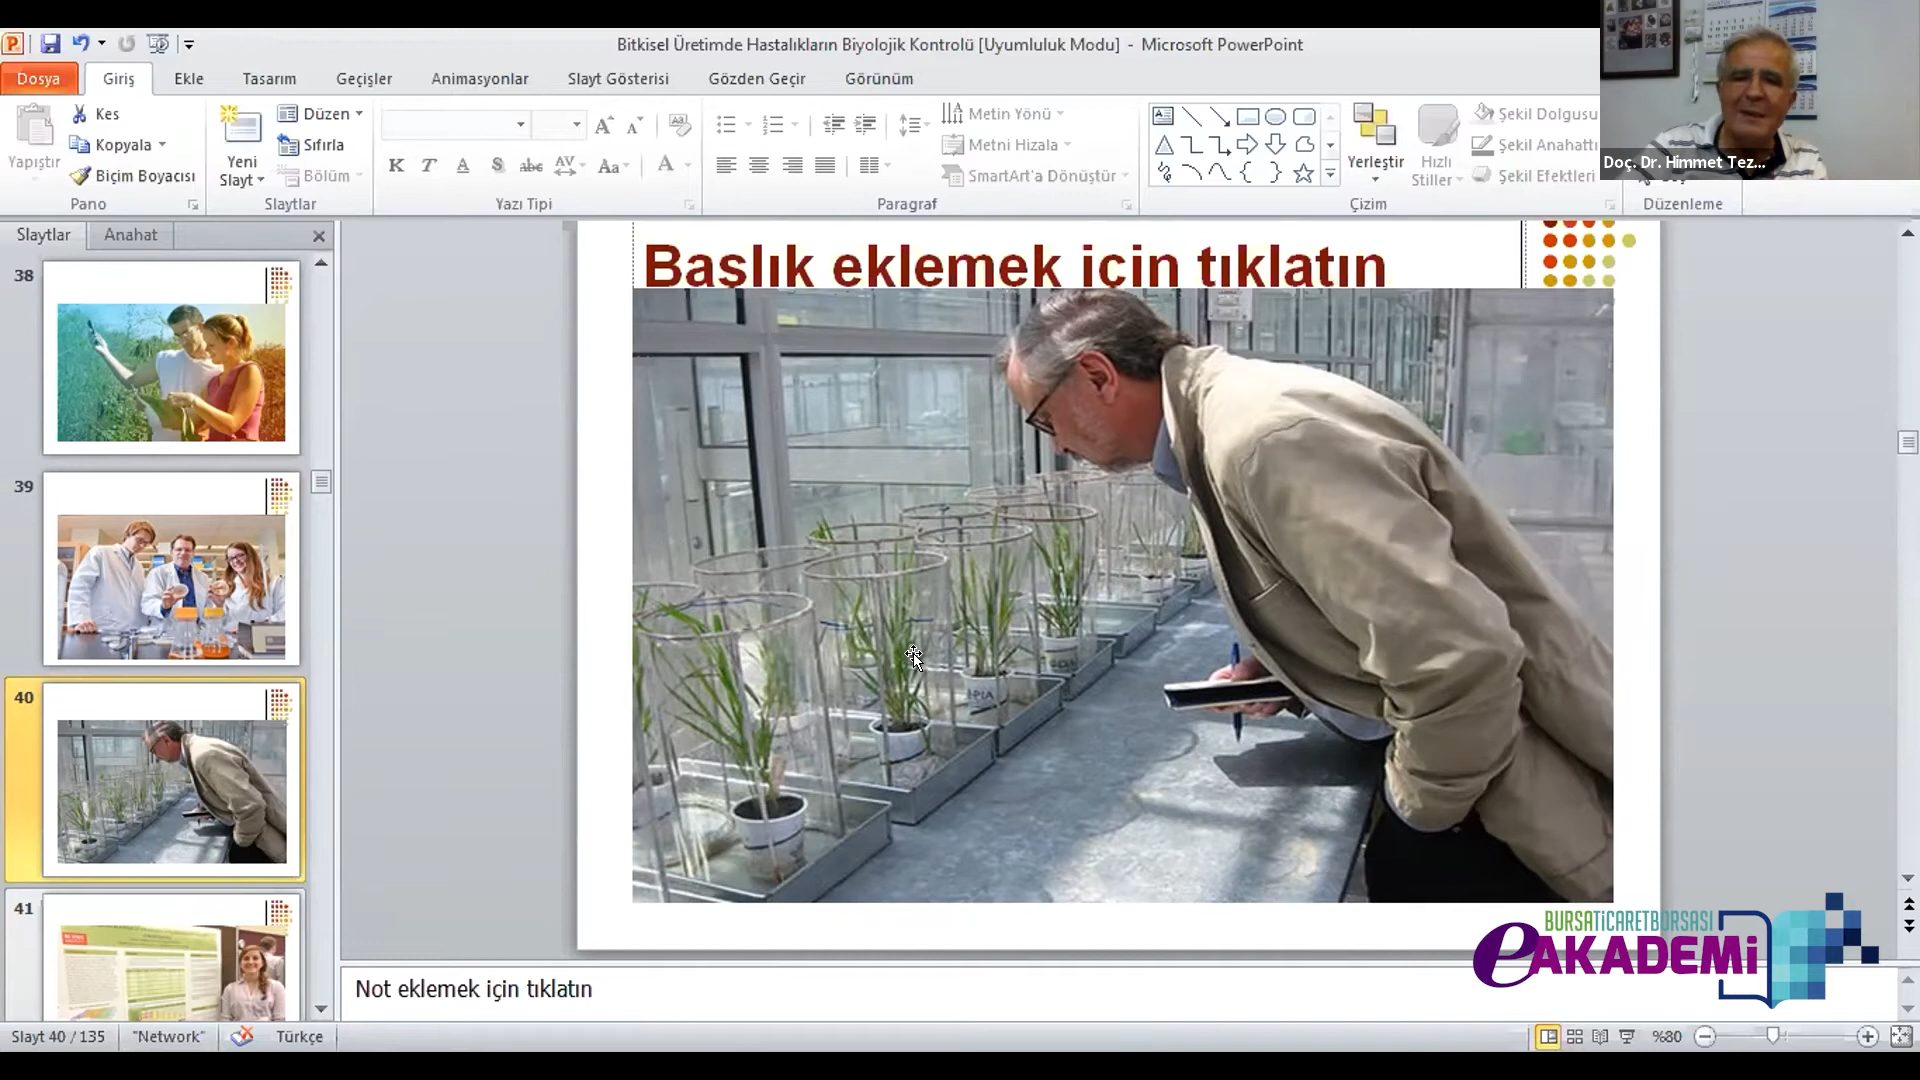 Bitkisel Üretimde Hastalıkların Biyolojik Kontrolü [Uyumluluk Modu] - Microsoft PowerPoint
Dosya Giriş Ekle Tasarım Geçişler Animasyonlar Slayt Gösterisi Gözden Geçir Görünüm
Yapıştır
Kes
Kopyala
Biçim Boyacısı
Pano
Yeni Slayt
Düzen
Sıfırla
Bölüm
Slaytlar
K T A S abc AV Aa A
Yazı Tipi
Metin Yönü
Metni Hizala
SmartArt'a Dönüştür
Paragraf
Yerleştir
Hızlı Stiller
Şekil Dolgusu
Şekil Anahattı
Şekil Efektleri
Çizim
Düzenleme
Doç. Dr. Himmet Tez...
Slaytlar Anahat
38
39
40
41
Başlık eklemek için tıklatın
Not eklemek için tıklatın
BURSATiCARETBORSASI
eAKADEMi
Slayt 40 / 135 "Network" Türkçe %80